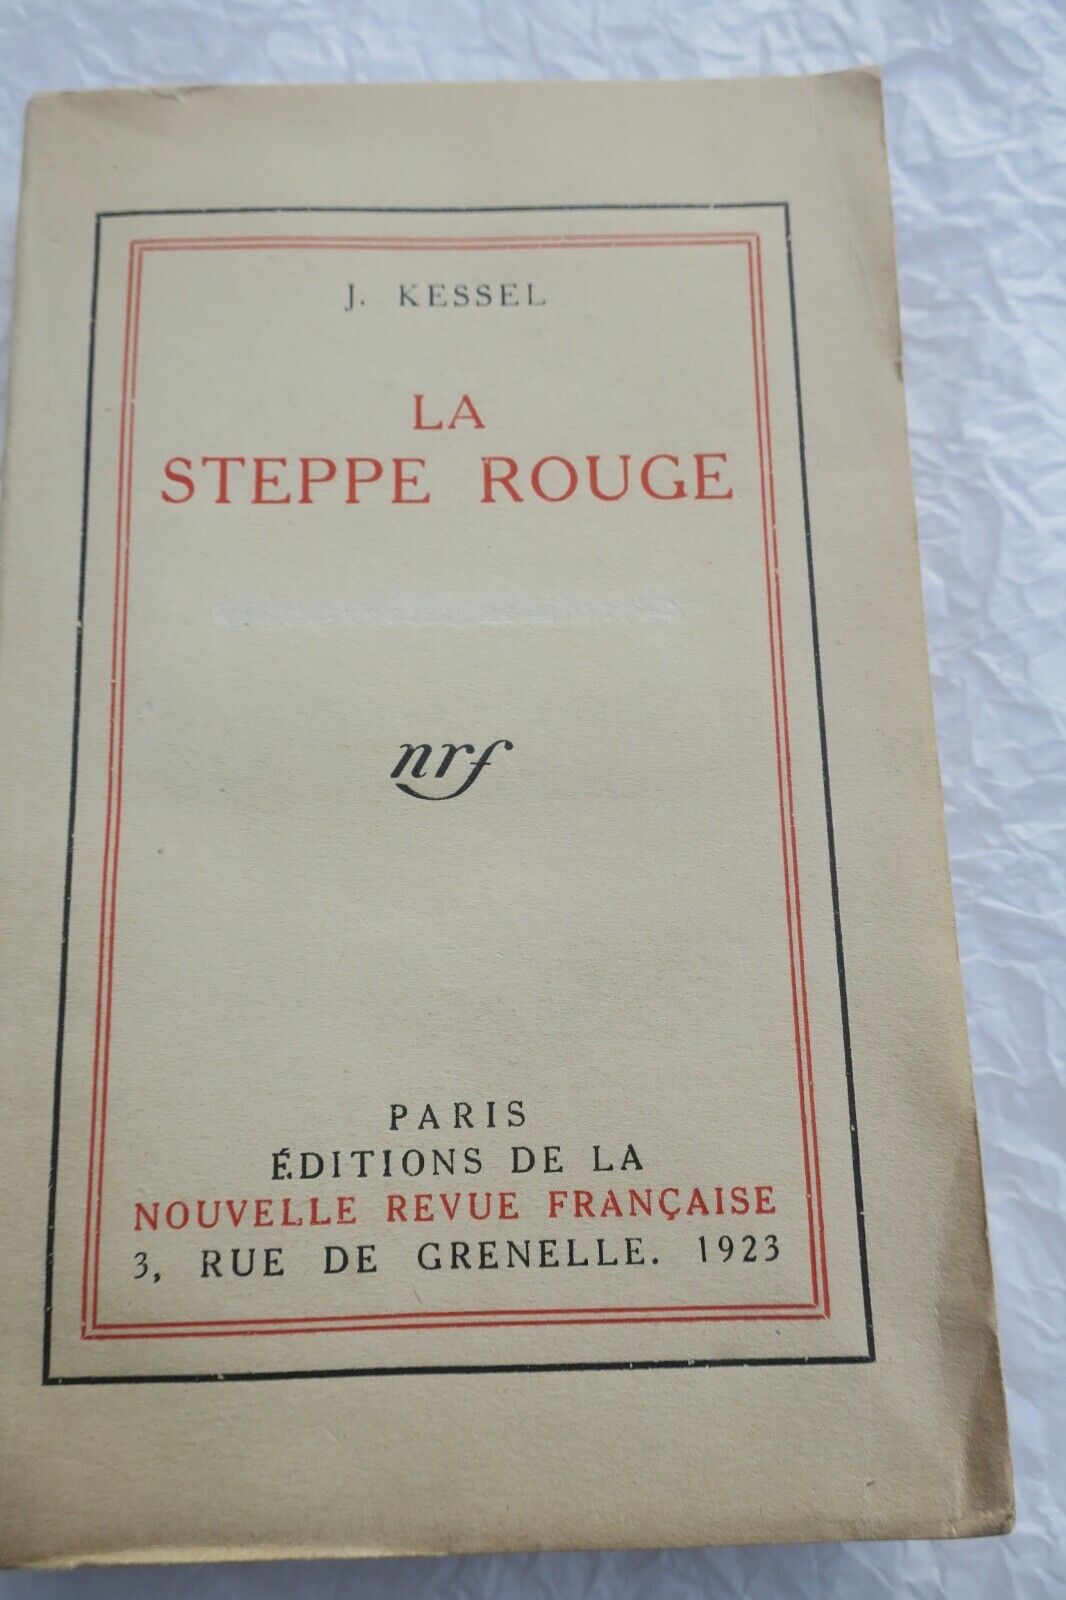 J. KESSEL
LA
STEPPE ROUGE
nrf
PARIS
ÉDITIONS DE LA
NOUVELLE REVUE FRANÇAISE
3, RUE DE GRENELLE. 1923